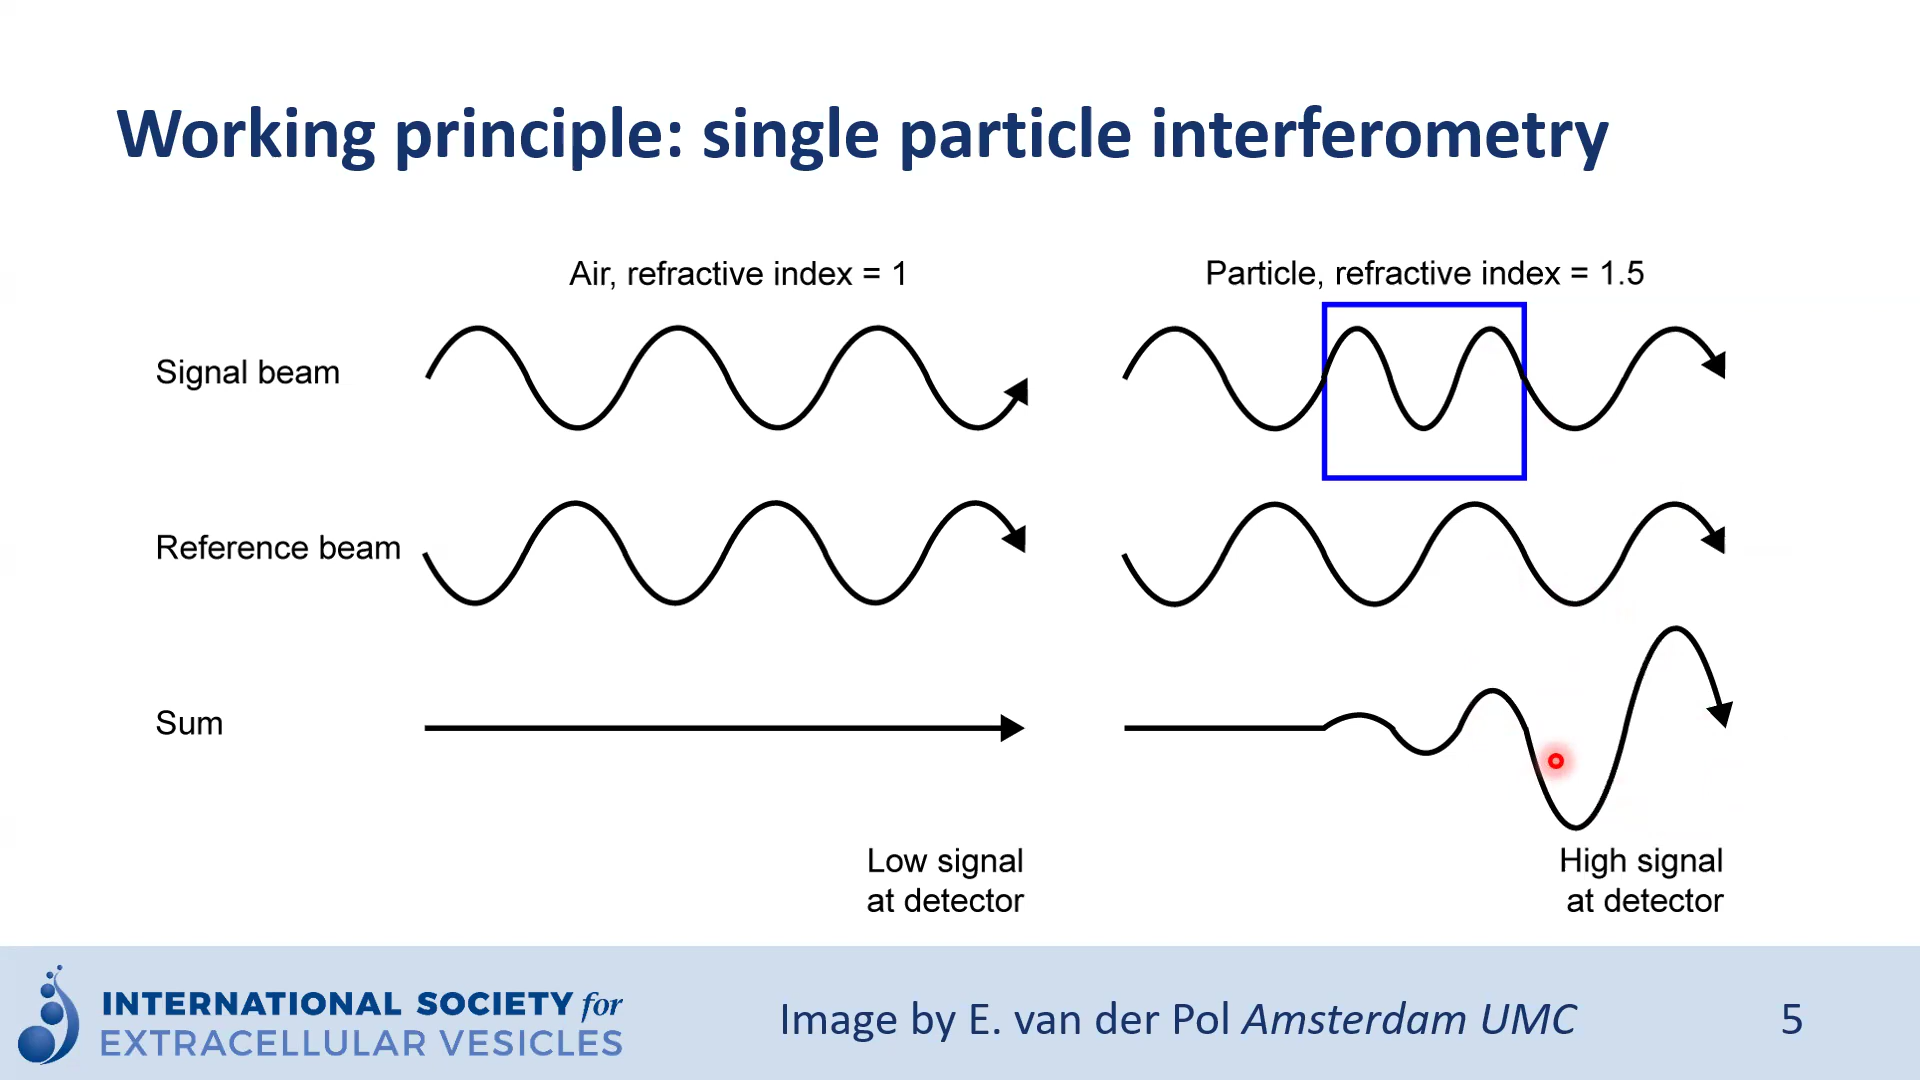 Working principle: single particle interferometry
Air, refractive index = 1
Particle, refractive index = 1.5
Signal beam
Reference beam
Sum
Low signal
at detector
High signal
at detector
INTERNATIONAL SOCIETY for
EXTRACELLULAR VESICLES
Image by E. van der Pol Amsterdam UMC
5